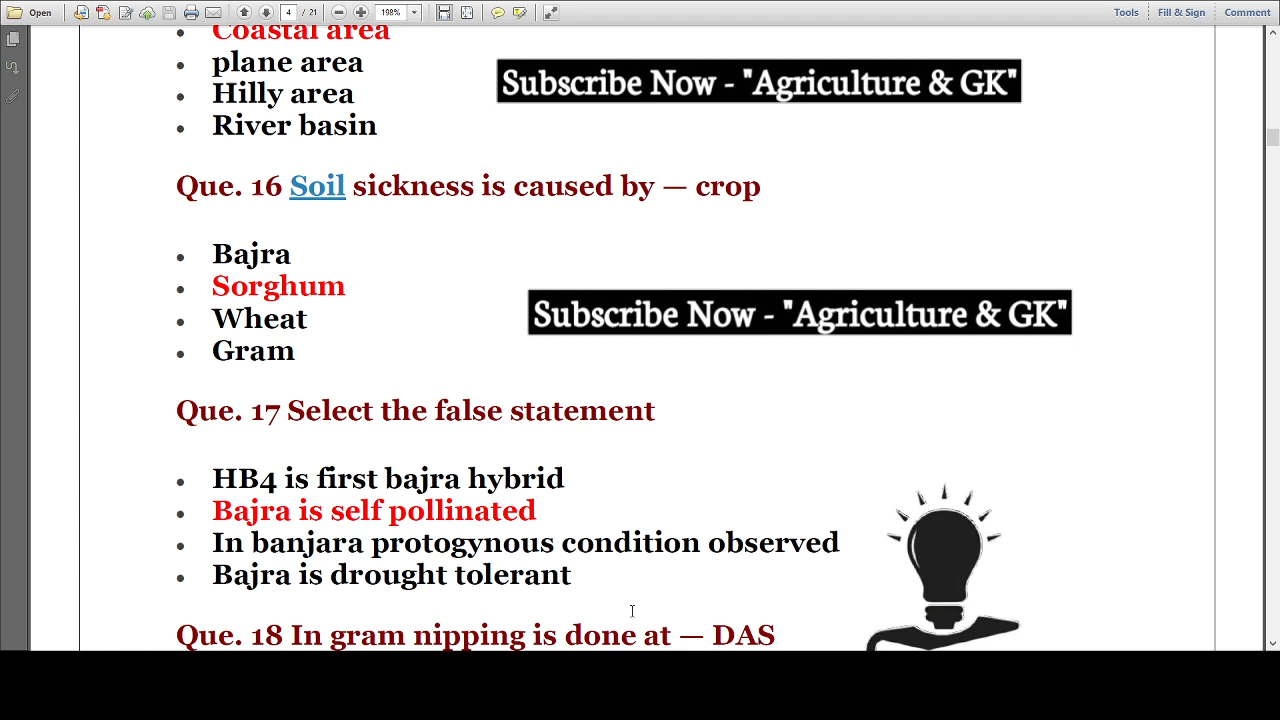 Open
4 / 21
198%
Tools
Fill & Sign
Comment
Coastal area
plane area
Hilly area
River basin
Subscribe Now - "Agriculture & GK"
Que. 16 Soil sickness is caused by — crop
Bajra
Sorghum
Wheat
Gram
Subscribe Now - "Agriculture & GK"
Que. 17 Select the false statement
HB4 is first bajra hybrid
Bajra is self pollinated
In banjara protogynous condition observed
Bajra is drought tolerant
Que. 18 In gram nipping is done at — DAS